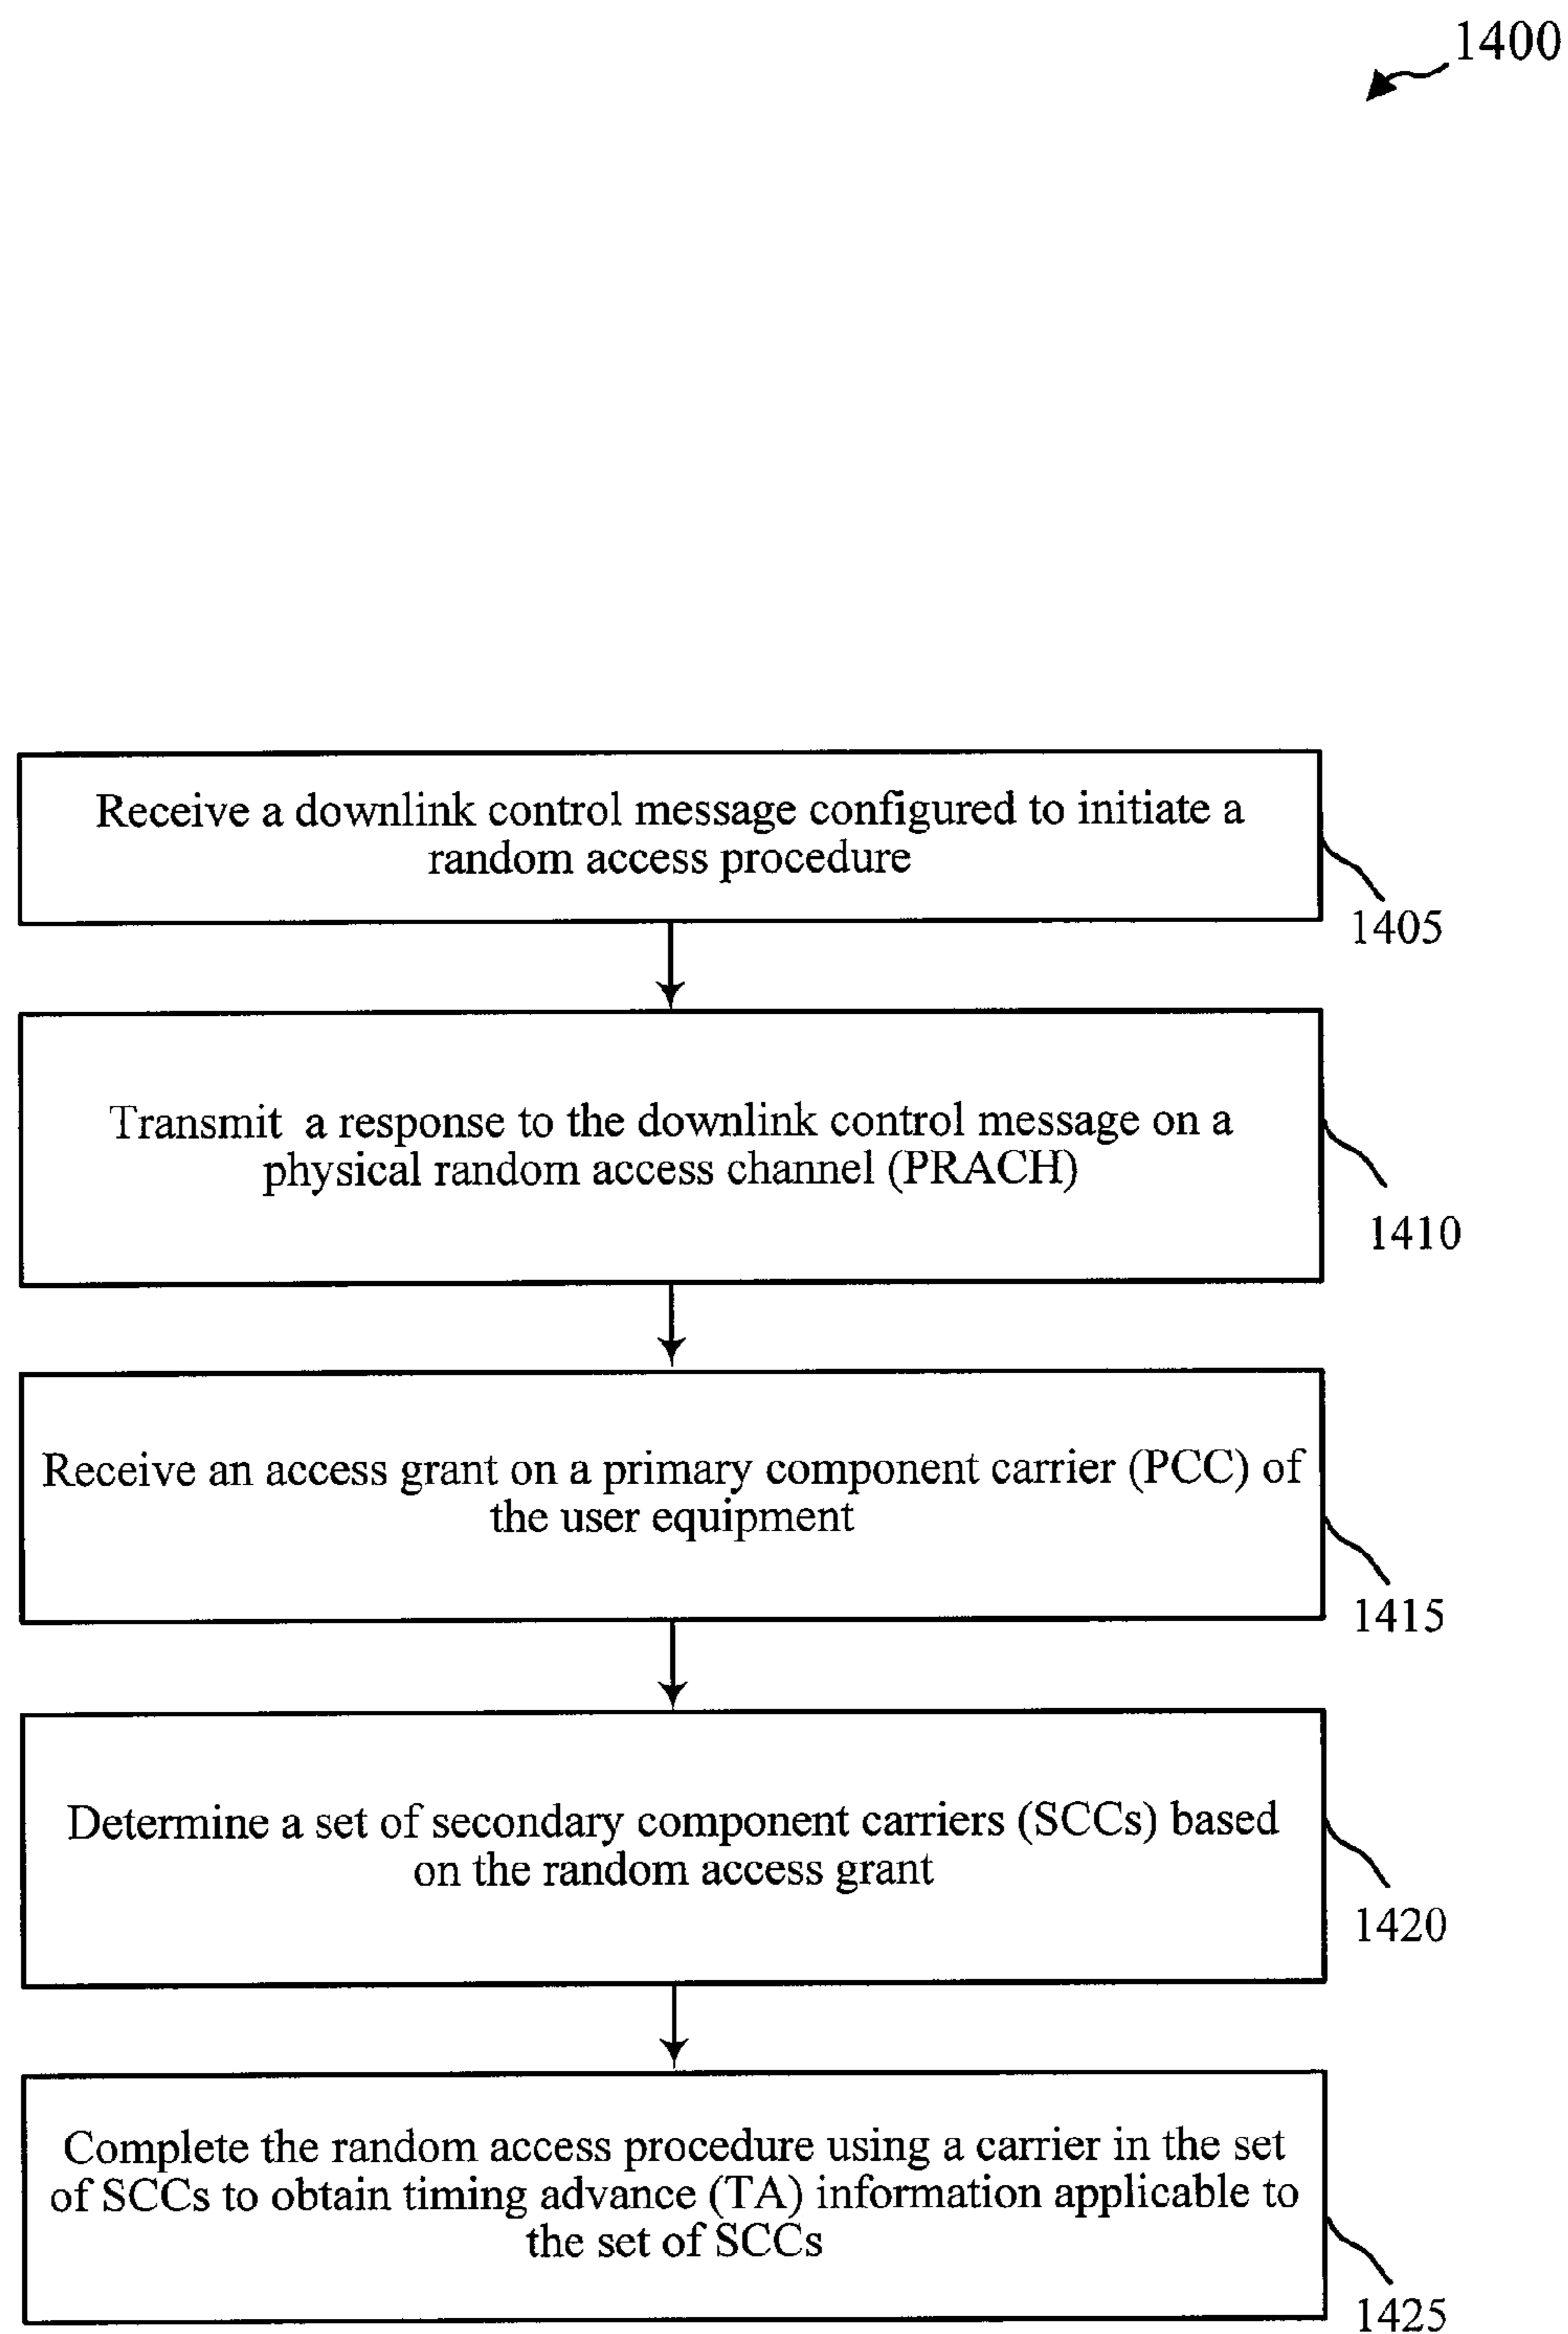 1400
Receive a downlink control message configured to initiate a
random access procedure
1405
Transmit a response to the downlink control message on a
physical random access channel (PRACH)
1410
Receive an access grant on a primary component carrier (PCC) of
the user equipment
1415
Determine a set of secondary component carriers (SCCs) based
on the random access grant
1420
Complete the random access procedure using a carrier in the set
of SCCs to obtain timing advance (TA) information applicable to
the set of SCCs
1425